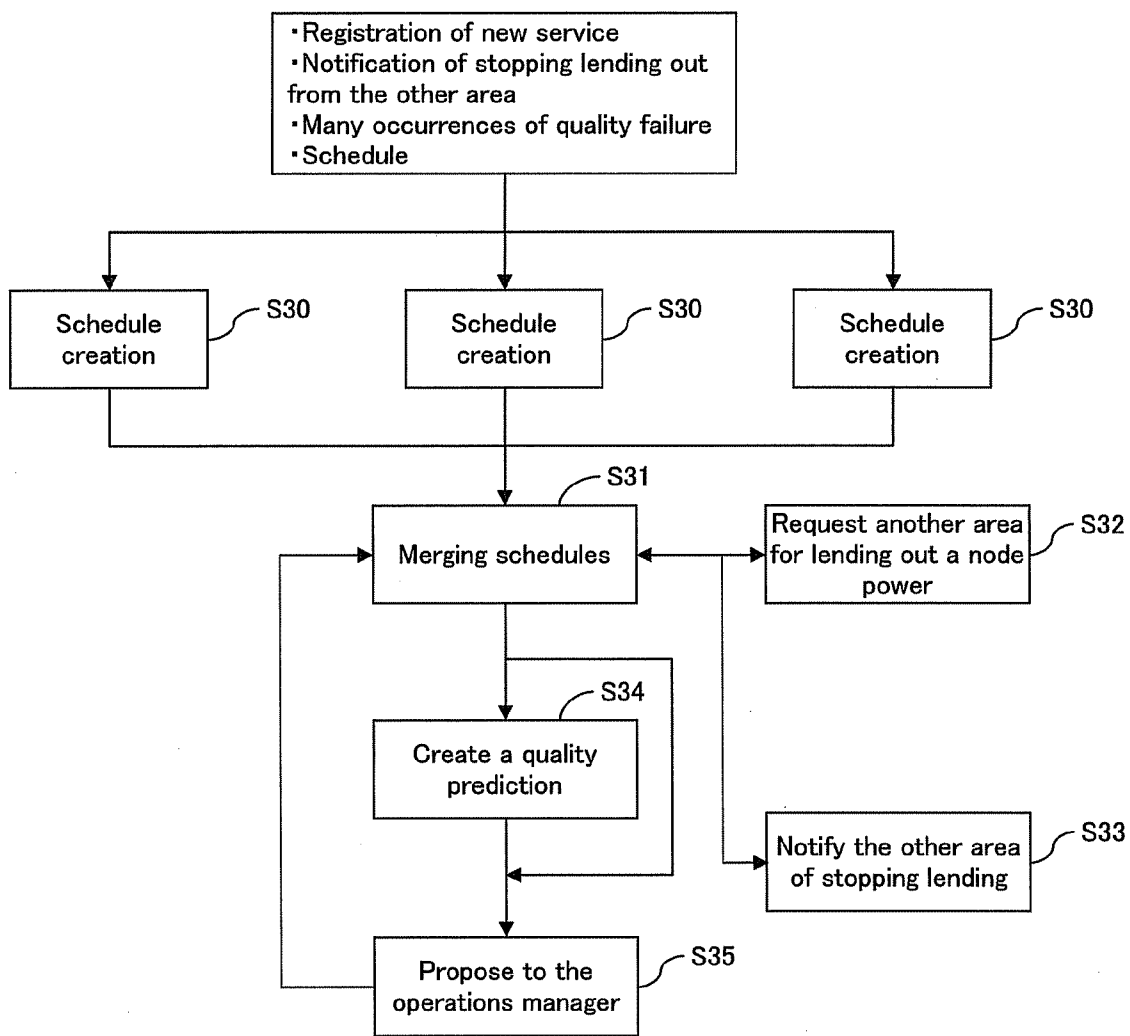 ・Registration of new service
・Notification of stopping lending out
from the other area
・Many occurrences of quality failure
・Schedule
Schedule
creation
S30
Schedule
creation
S30
Schedule
creation
S30
S31
Merging schedules
Request another area
for lending out a node
power
S32
S34
Create a quality
prediction
Notify the other area
of stopping lending
S33
Propose to the
operations manager
S35